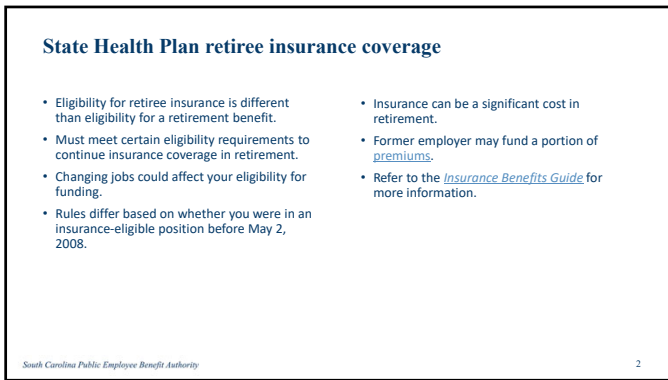 State Health Plan retiree insurance coverage
• Eligibility for retiree insurance is different
than eligibility for a retirement benefit.
• Must meet certain eligibility requirements to
continue insurance coverage in retirement.
• Changing jobs could affect your eligibility for
funding.
• Rules differ based on whether you were in an
insurance-eligible position before May 2,
2008.
• Insurance can be a significant cost in
retirement.
• Former employer may fund a portion of
premiums.
• Refer to the Insurance Benefits Guide for
more information.
South Carolina Public Employee Benefit Authority
2